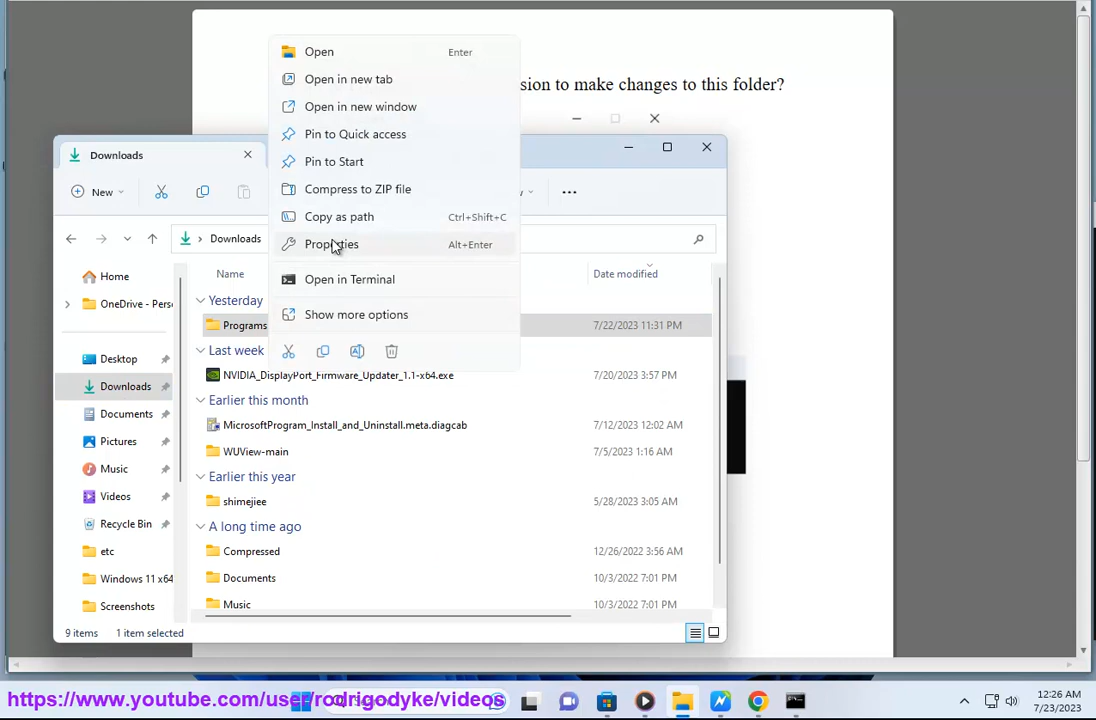 sion to make changes to this folder?
Open Enter
Open in new tab
Open in new window
Pin to Quick access
Pin to Start
Compress to ZIP file
Copy as path Ctrl+Shift+C
Properties Alt+Enter
Open in Terminal
Show more options
Downloads
New
Downloads
Name Date modified
Home
OneDrive - Pers
Desktop
Downloads
Documents
Pictures
Music
Videos
Recycle Bin
etc
Windows 11 x64
Screenshots
Yesterday
Programs 7/22/2023 11:31 PM
Last week
NVIDIA_DisplayPort_Firmware_Updater_1.1-x64.exe 7/20/2023 3:57 PM
Earlier this month
MicrosoftProgram_Install_and_Uninstall.meta.diagcab 7/12/2023 12:02 AM
WUView-main 7/5/2023 1:16 AM
Earlier this year
shimejiee 5/28/2023 3:05 AM
A long time ago
Compressed 12/26/2022 3:56 AM
Documents 10/3/2022 7:01 PM
Music 10/3/2022 7:01 PM
9 items 1 item selected
https://www.youtube.com/user/rodrigodyke/videos
12:26 AM
7/23/2023